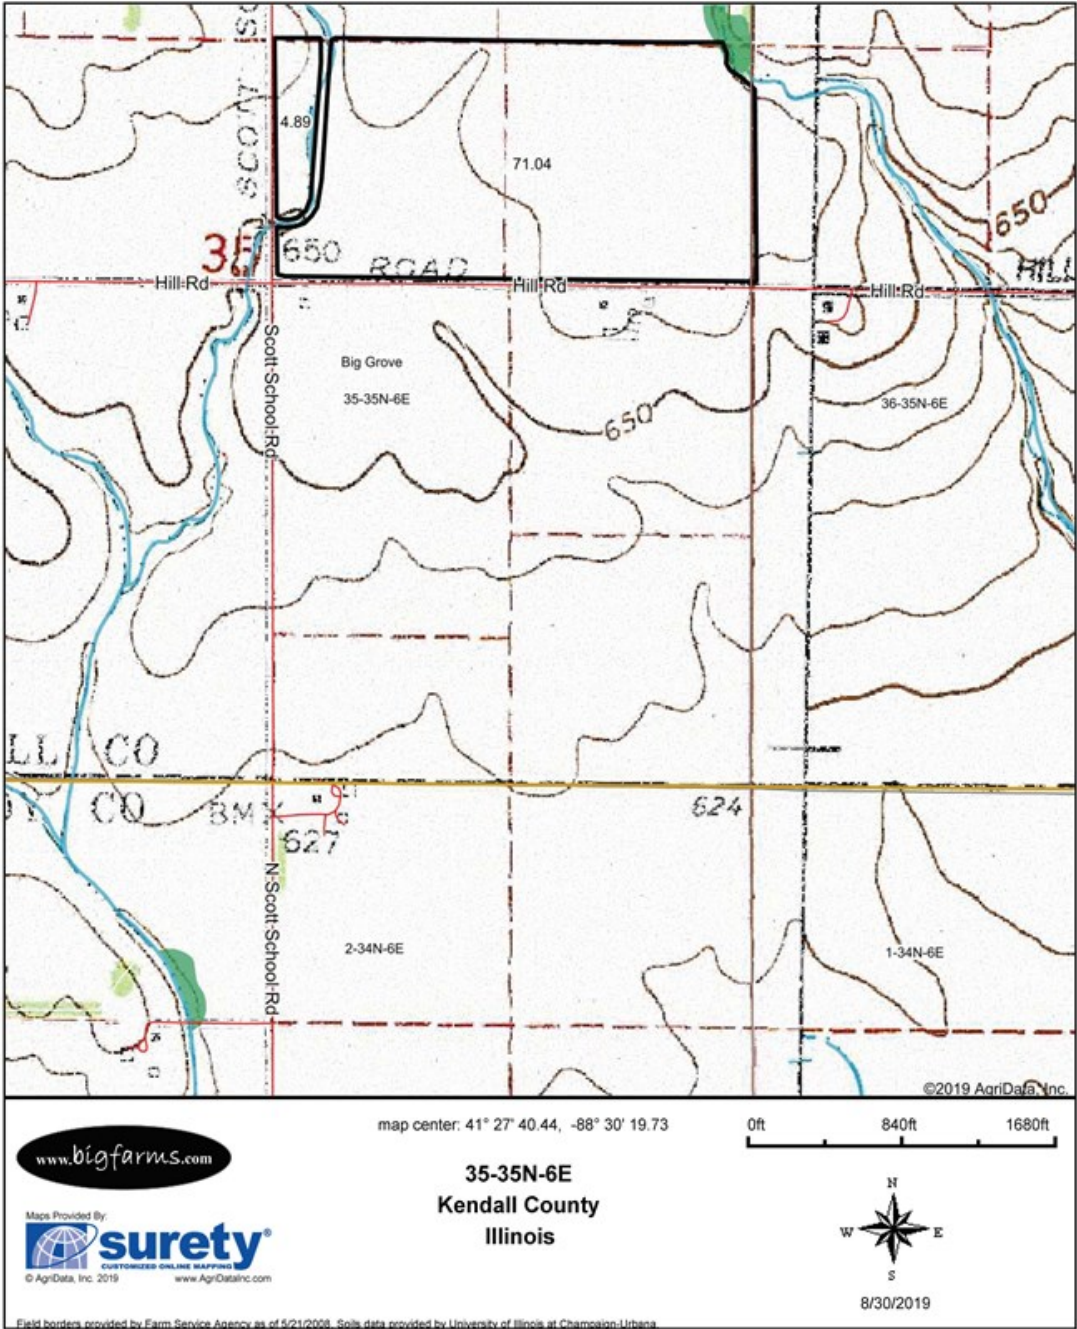 SCOTT SC
4.89
71.04
650
35
650
ROAD
HILL
Hill Rd
Hill Rd
Hill Rd
Scott School Rd
Big Grove
35-35N-6E
36-35N-6E
650
LL CO
CO
BM X
627
624
N Scott School Rd
2-34N-6E
1-34N-6E
©2019 AgriData, Inc.
www.bigfarms.com
map center: 41° 27' 40.44, -88° 30' 19.73
0ft 840ft 1680ft
35-35N-6E
Kendall County
Illinois
Maps Provided By:
surety®
CUSTOMIZED ONLINE MAPPING
© AgriData, Inc. 2019 www.AgriDataInc.com
N
W E
S
8/30/2019
Field borders provided by Farm Service Agency as of 5/21/2008. Soils data provided by University of Illinois at Champaign-Urbana.